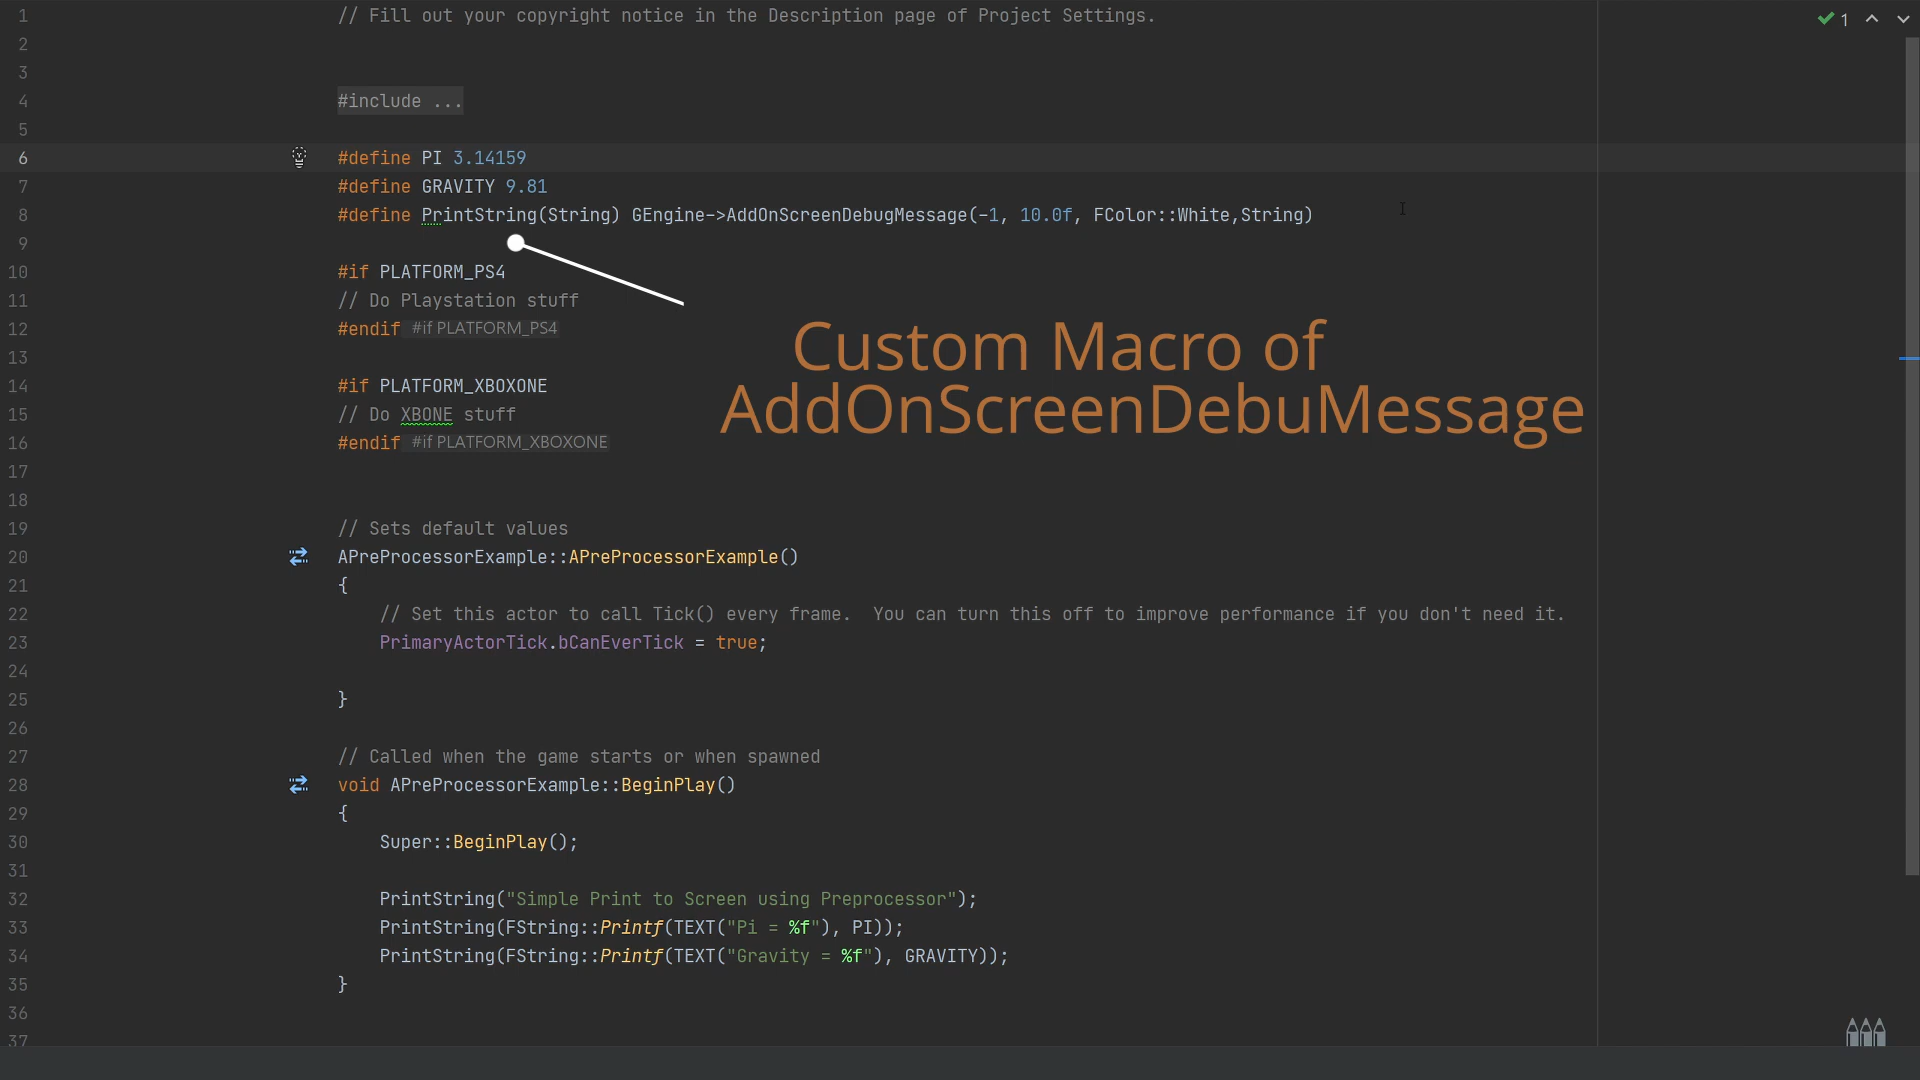 1 // Fill out your copyright notice in the Description page of Project Settings.
1
2
3
4 #include ...
5
6 #define PI 3.14159
7 #define GRAVITY 9.81
8 #define PrintString(String) GEngine->AddOnScreenDebugMessage(-1, 10.0f, FColor::White,String)
9
10 #if PLATFORM_PS4
11 // Do Playstation stuff
12 #endif #if PLATFORM_PS4
13
Custom Macro of
14 #if PLATFORM_XBOXONE
15 // Do XBONE stuff
AddOnScreenDebuMessage
16 #endif #if PLATFORM_XBOXONE
17
18
19 // Sets default values
20 APreProcessorExample::APreProcessorExample()
21 {
22 // Set this actor to call Tick() every frame.  You can turn this off to improve performance if you don't need it.
23 PrimaryActorTick.bCanEverTick = true;
24
25 }
26
27 // Called when the game starts or when spawned
28 void APreProcessorExample::BeginPlay()
29 {
30 Super::BeginPlay();
31
32 PrintString("Simple Print to Screen using Preprocessor");
33 PrintString(FString::Printf(TEXT("Pi = %f"), PI));
34 PrintString(FString::Printf(TEXT("Gravity = %f"), GRAVITY));
35 }
36
37